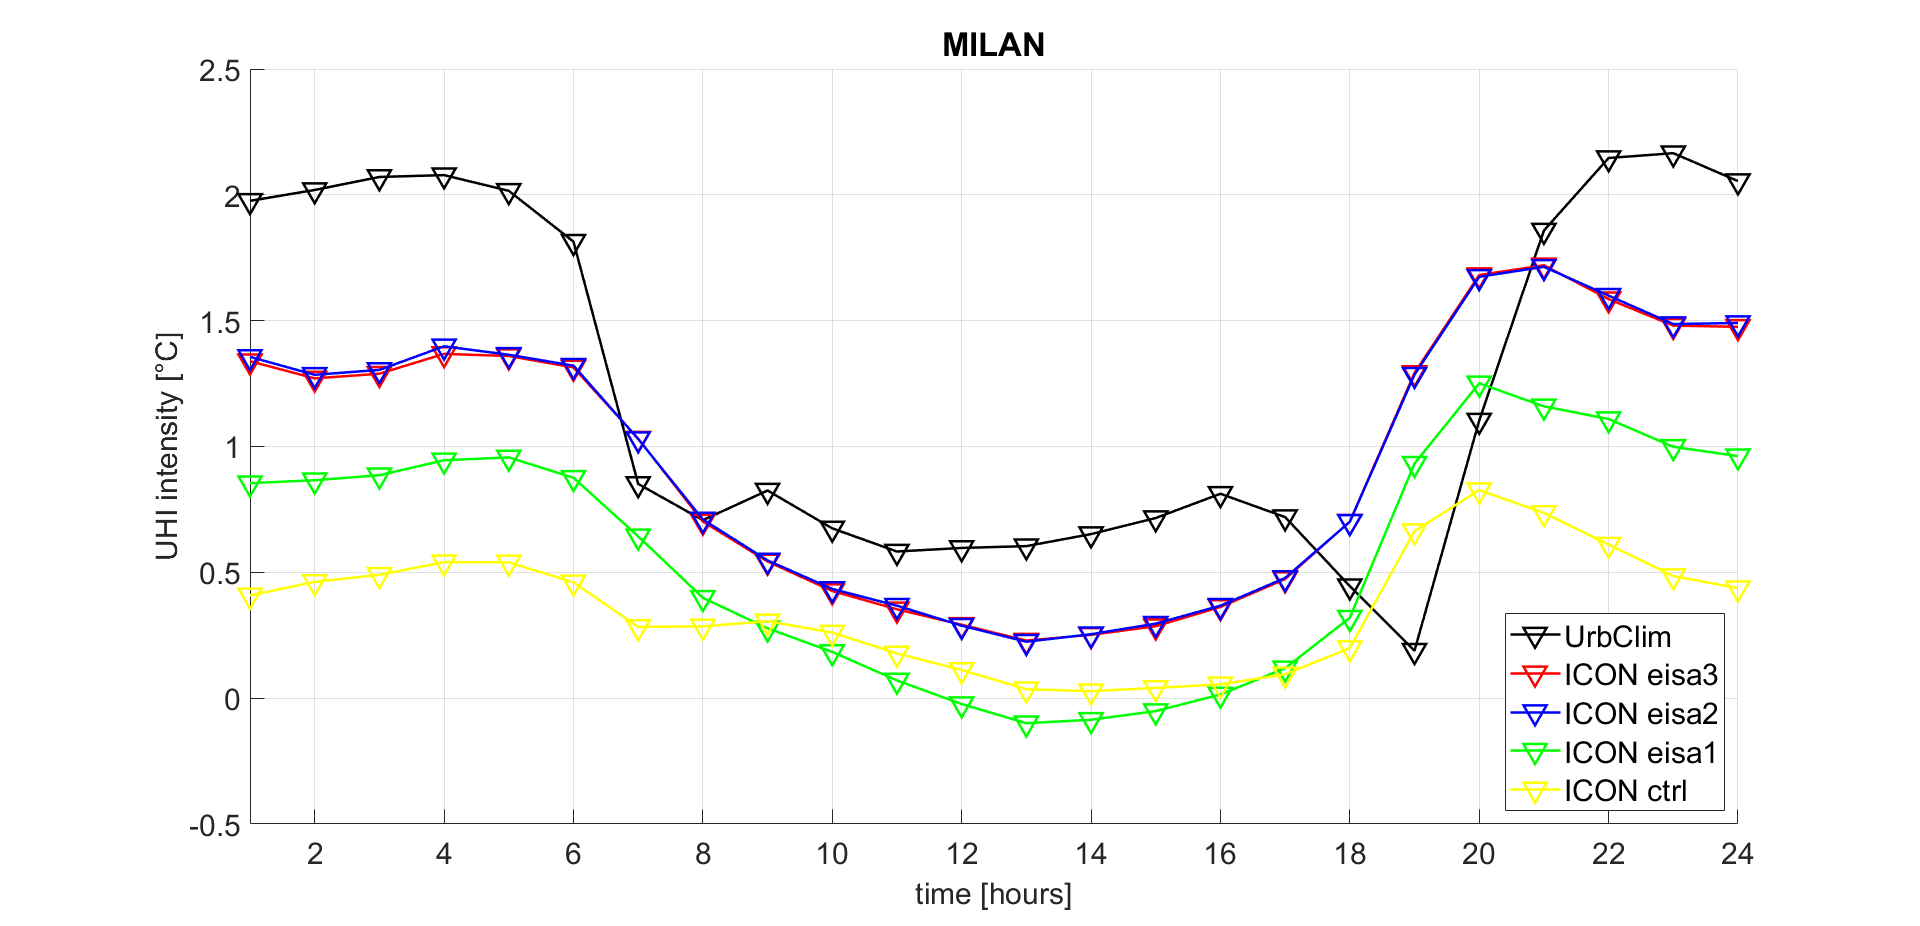 MILAN
2.5
2
1.5
1
0.5
0
-0.5
UHI intensity [°C]
2 4 6 8 10 12 14 16 18 20 22 24
time [hours]
UrbClim
ICON eisa3
ICON eisa2
ICON eisa1
ICON ctrl